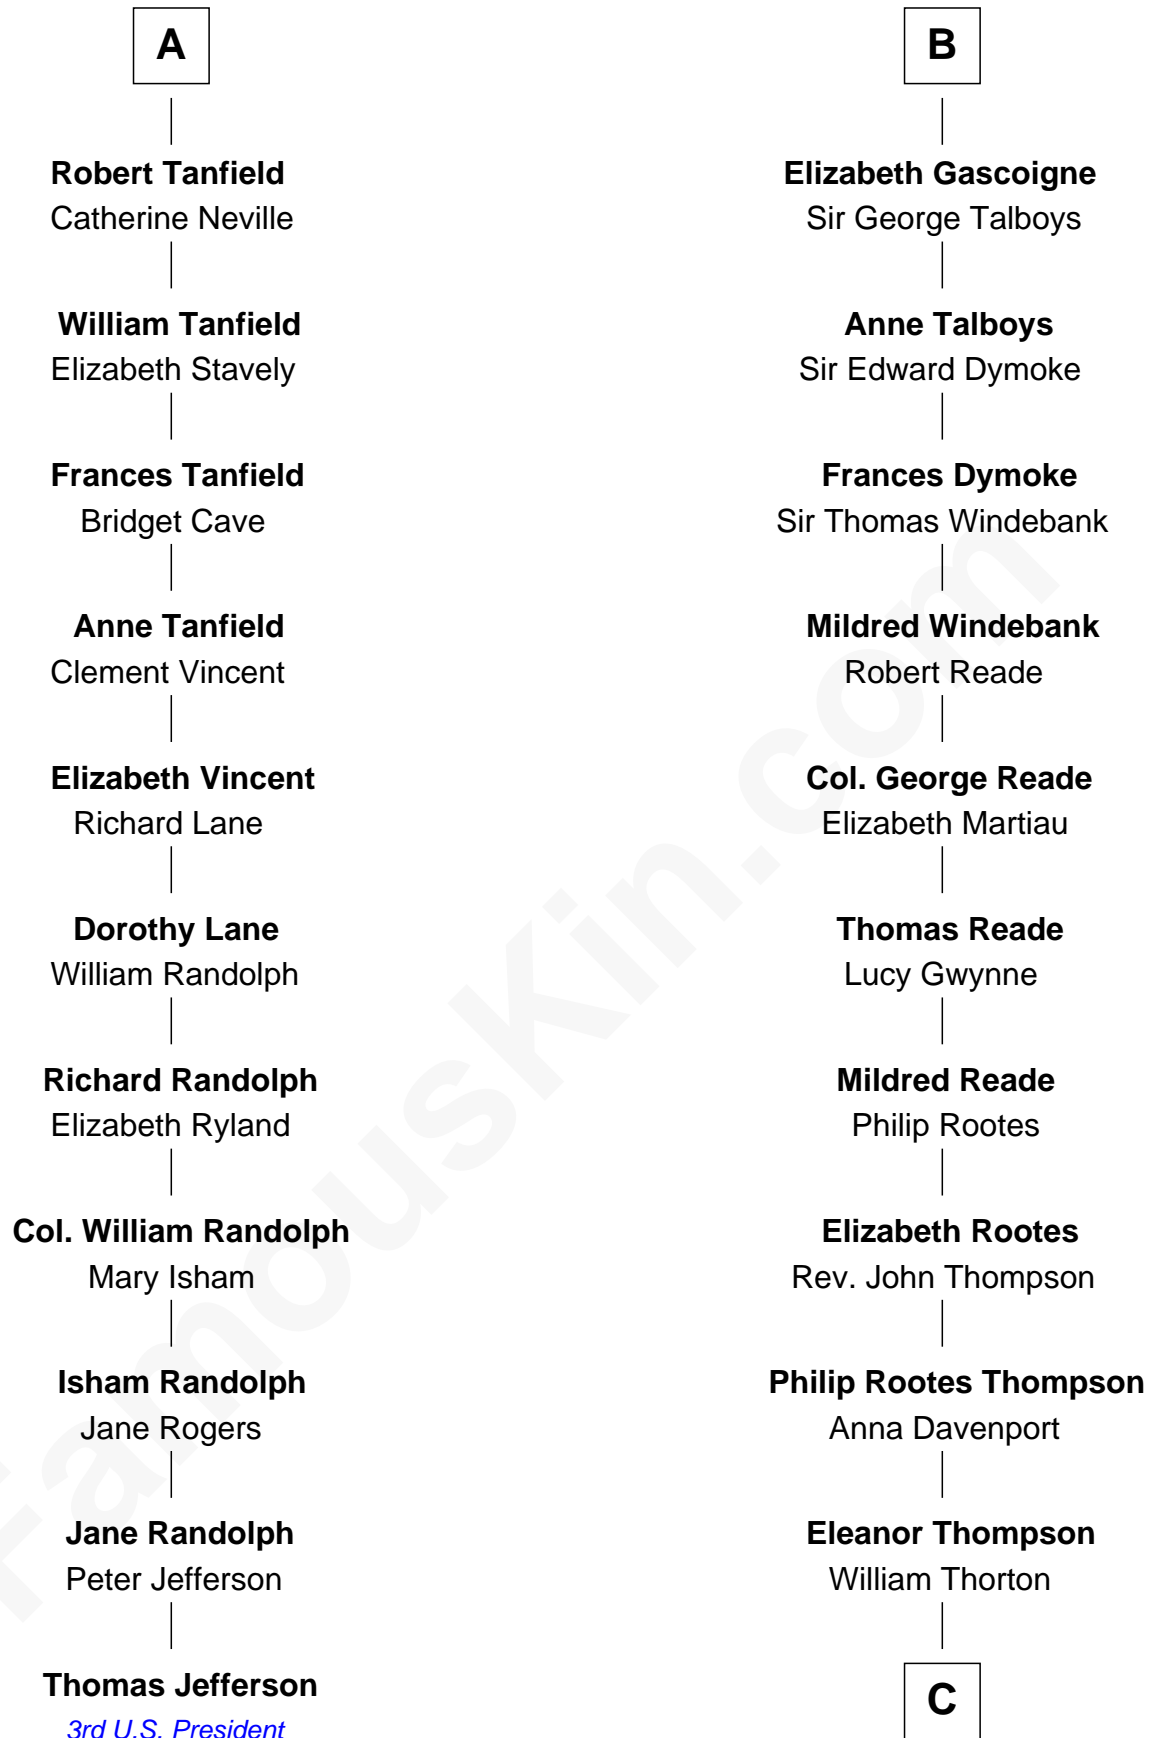 A
Robert Tanfield
Catherine Neville
William Tanfield
Elizabeth Stavely
Frances Tanfield
Bridget Cave
Anne Tanfield
Clement Vincent
Elizabeth Vincent
Richard Lane
Dorothy Lane
William Randolph
Richard Randolph
Elizabeth Ryland
Col. William Randolph
Mary Isham
Isham Randolph
Jane Rogers
Jane Randolph
Peter Jefferson
Thomas Jefferson
3rd U.S. President
B
Elizabeth Gascoigne
Sir George Talboys
Anne Talboys
Sir Edward Dymoke
Frances Dymoke
Sir Thomas Windebank
Mildred Windebank
Robert Reade
Col. George Reade
Elizabeth Martiau
Thomas Reade
Lucy Gwynne
Mildred Reade
Philip Rootes
Elizabeth Rootes
Rev. John Thompson
Philip Rootes Thompson
Anna Davenport
Eleanor Thompson
William Thorton
C
FamousKin.com